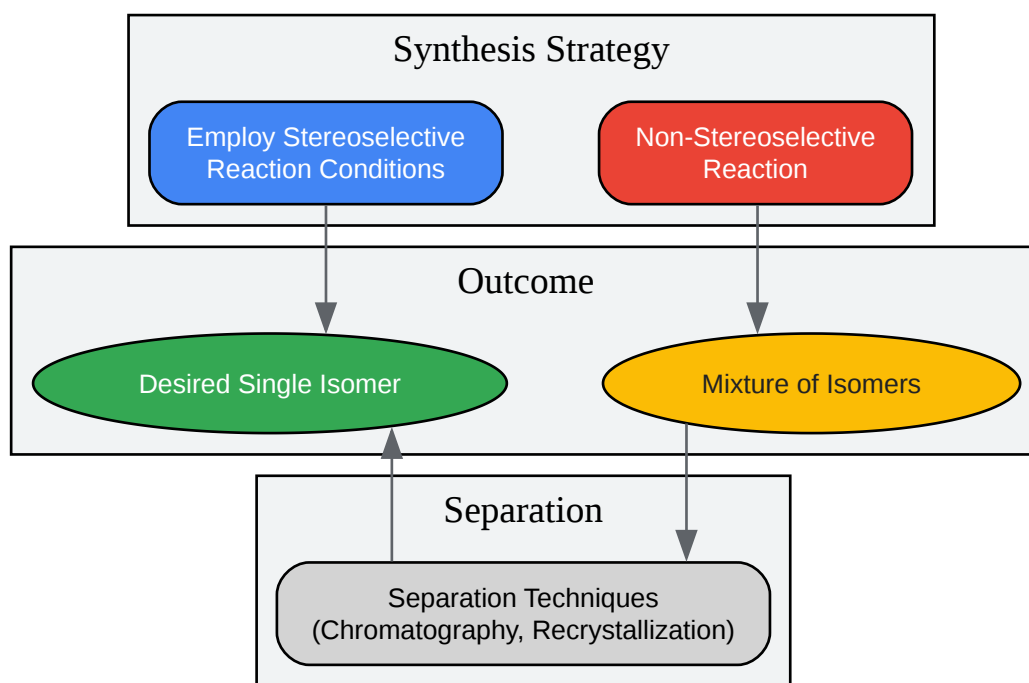 Synthesis Strategy
Employ Stereoselective
Reaction Conditions
Non-Stereoselective
Reaction
Outcome
Desired Single Isomer
Mixture of Isomers
Separation
Separation Techniques
(Chromatography, Recrystallization)